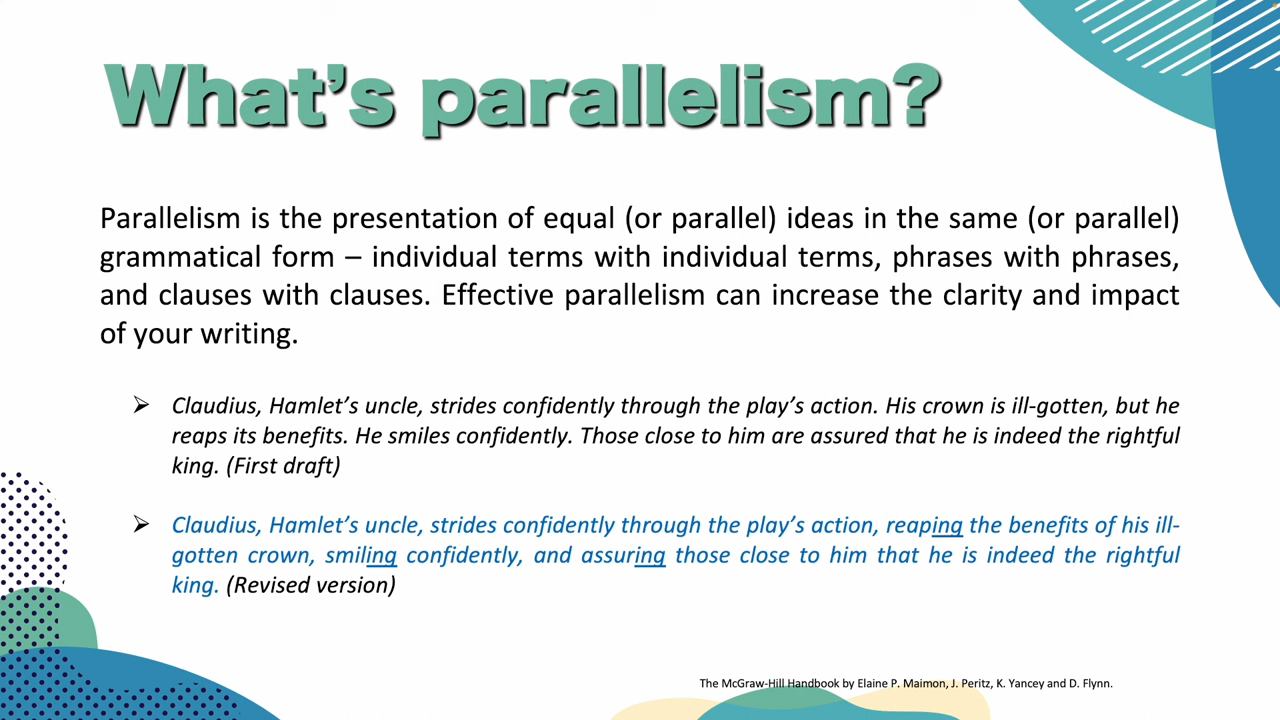 What's parallelism?
Parallelism is the presentation of equal (or parallel) ideas in the same (or parallel)
grammatical form – individual terms with individual terms, phrases with phrases,
and clauses with clauses. Effective parallelism can increase the clarity and impact
of your writing.
➢ Claudius, Hamlet’s uncle, strides confidently through the play’s action. His crown is ill-gotten, but he
reaps its benefits. He smiles confidently. Those close to him are assured that he is indeed the rightful
king. (First draft)
➢ Claudius, Hamlet’s uncle, strides confidently through the play’s action, reaping the benefits of his ill-
gotten crown, smiling confidently, and assuring those close to him that he is indeed the rightful
king. (Revised version)
The McGraw-Hill Handbook by Elaine P. Maimon, J. Peritz, K. Yancey and D. Flynn.